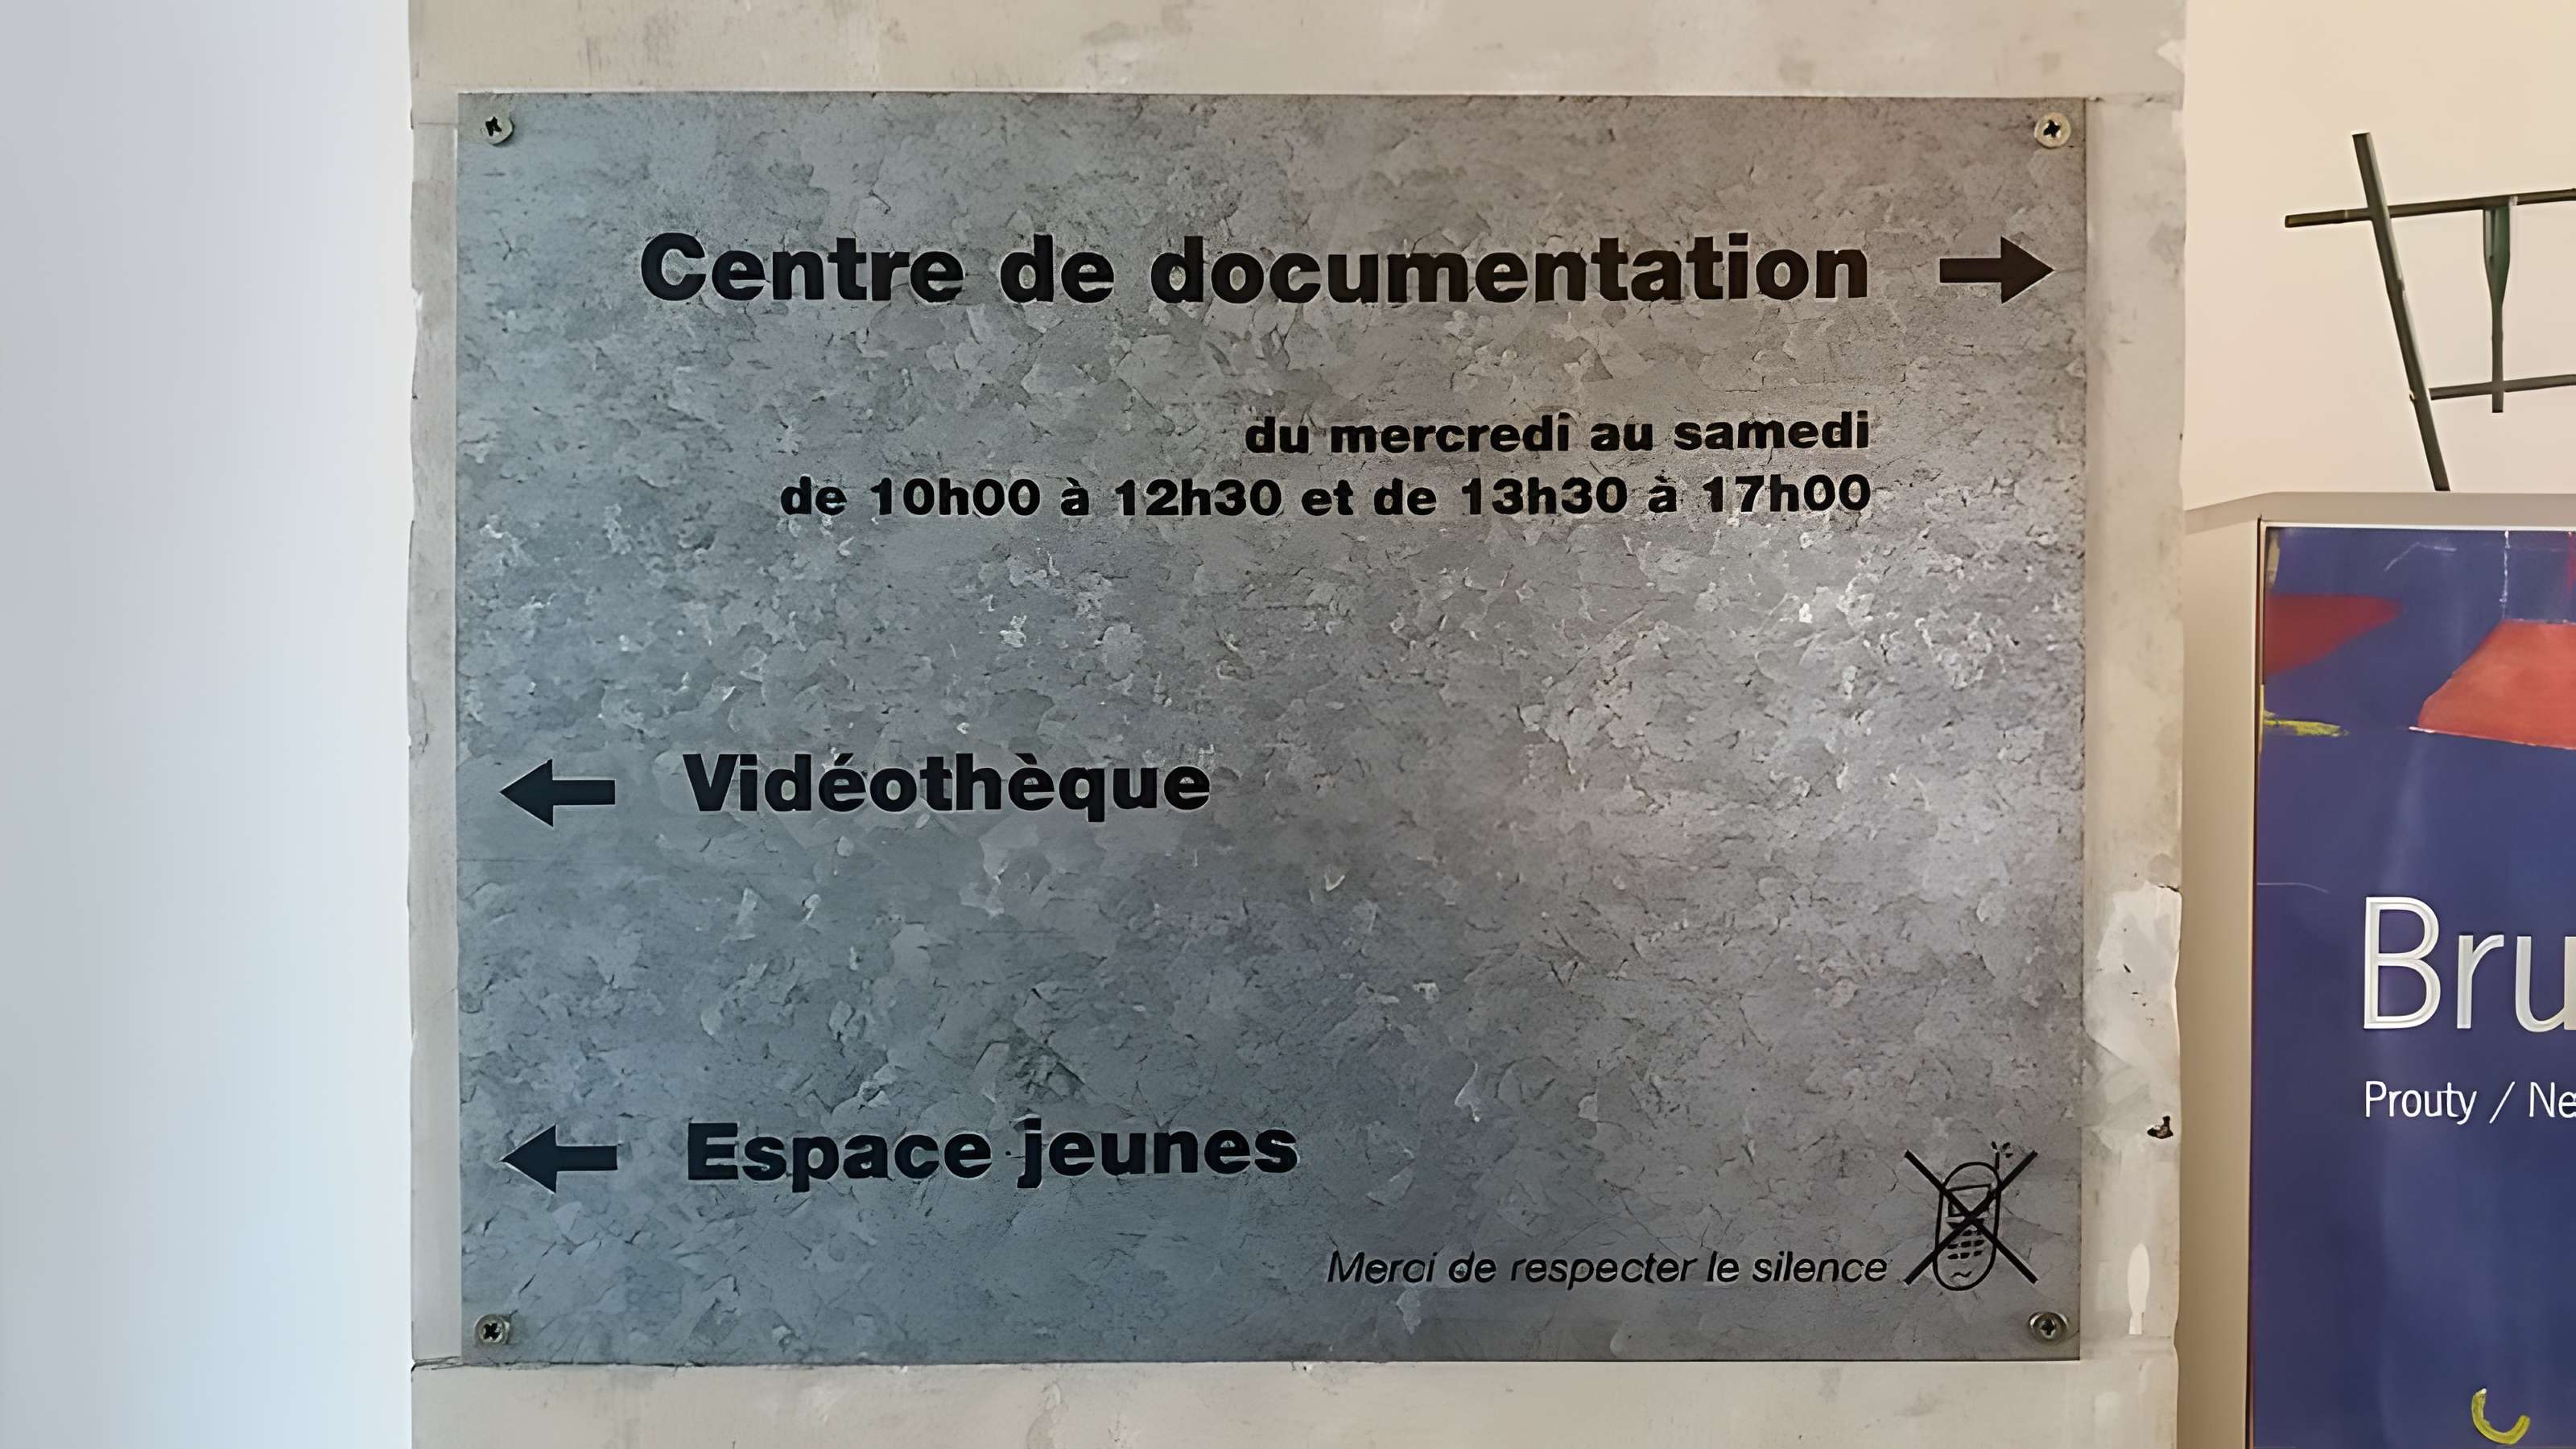 Centre de documentation
du mercredi au samedi
de 10h00 à 12h30 et de 13h30 à 17h00
Vidéothèque
Espace jeunes
Merci de respecter le silence
Bru
Prouty / Ne